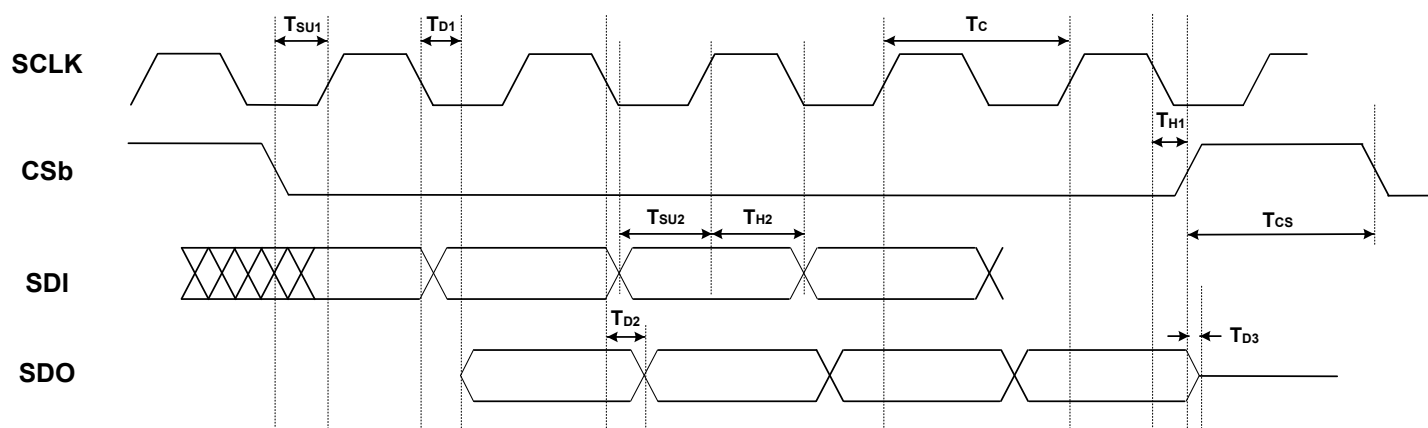 TSU1 TD1 TC
SCLK
TH1
CSb
TSU2 TH2 TCS
SDI
TD2 TD3
SDO